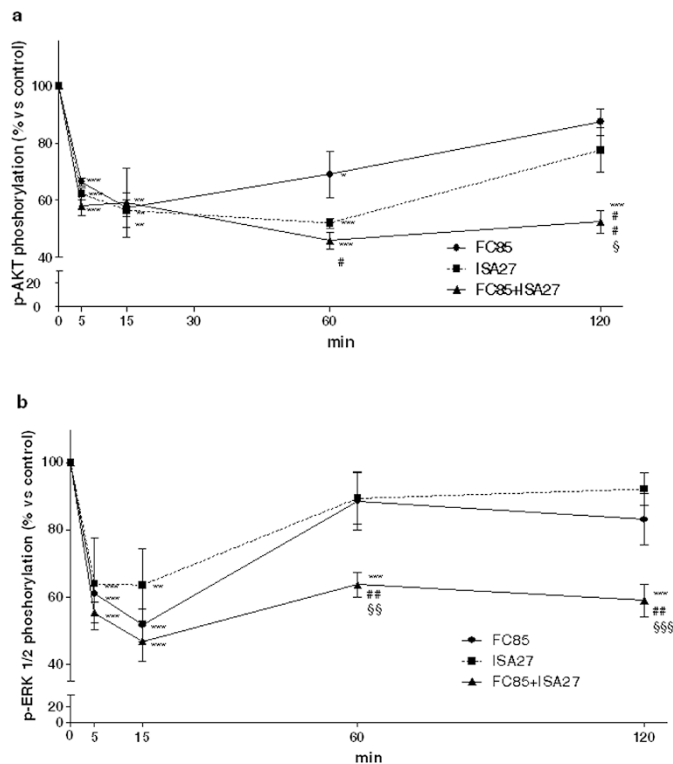 a
p-AKT phoshorylation (% vs control)
100
80
60
40
20
0
***
***
***
**
**
**
*
***
***
#
***
#
#
§
FC85
ISA27
FC85+ISA27
0 5 15 30 60 120
min
b
p-ERK 1/2 phoshorylation (% vs control)
100
80
60
40
20
0
***
***
***
**
***
***
***
##
§§
***
##
§§§
FC85
ISA27
FC85+ISA27
0 5 15 60 120
min